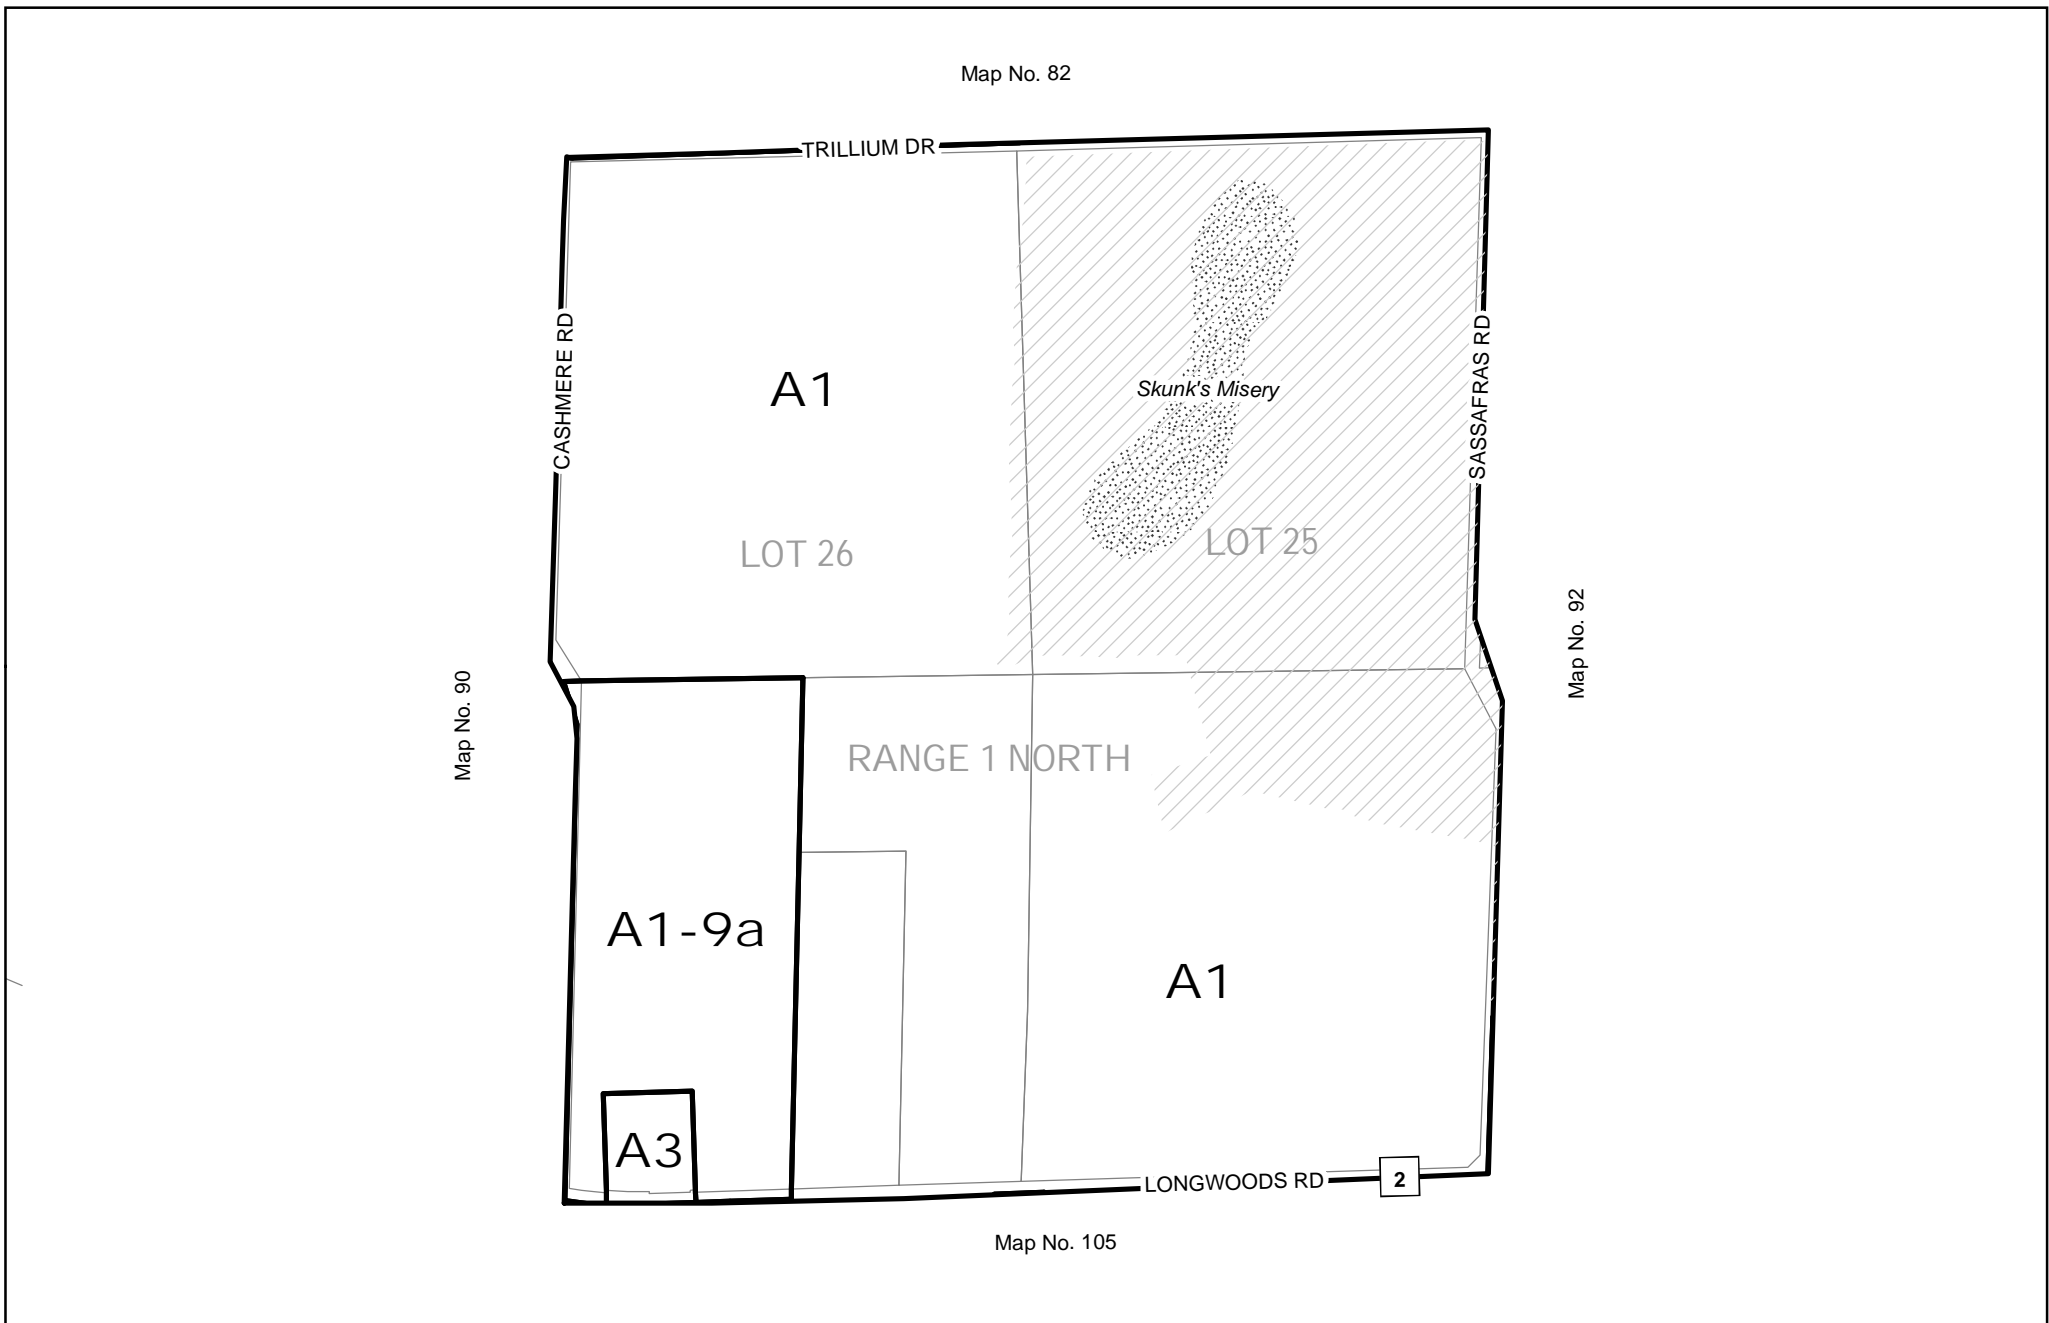 Map No. 82
TRILLIUM DR
CASHMERE RD
SASSAFRAS RD
A1
Skunk's Misery
LOT 26
LOT 25
Map No. 90
Map No. 92
RANGE 1 NORTH
A1-9a
A1
A3
LONGWOODS RD
2
Map No. 105